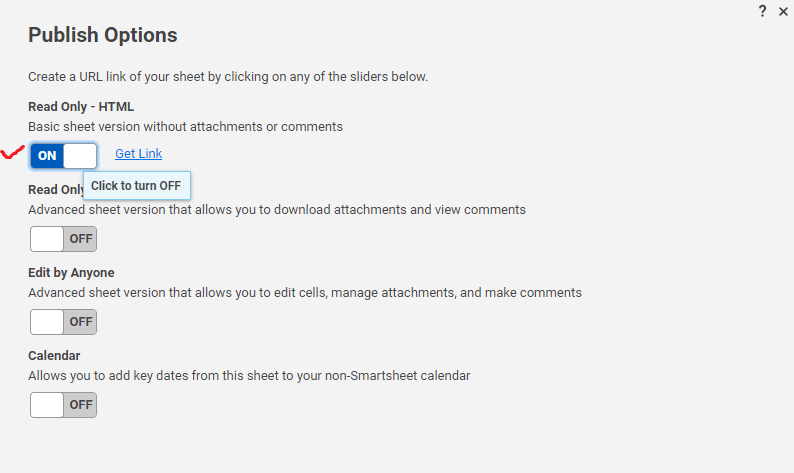 ? ×
Publish Options
Create a URL link of your sheet by clicking on any of the sliders below.
Read Only - HTML
Basic sheet version without attachments or comments
ON Get Link
Click to turn OFF
Read Only
Advanced sheet version that allows you to download attachments and view comments
OFF
Edit by Anyone
Advanced sheet version that allows you to edit cells, manage attachments, and make comments
OFF
Calendar
Allows you to add key dates from this sheet to your non-Smartsheet calendar
OFF